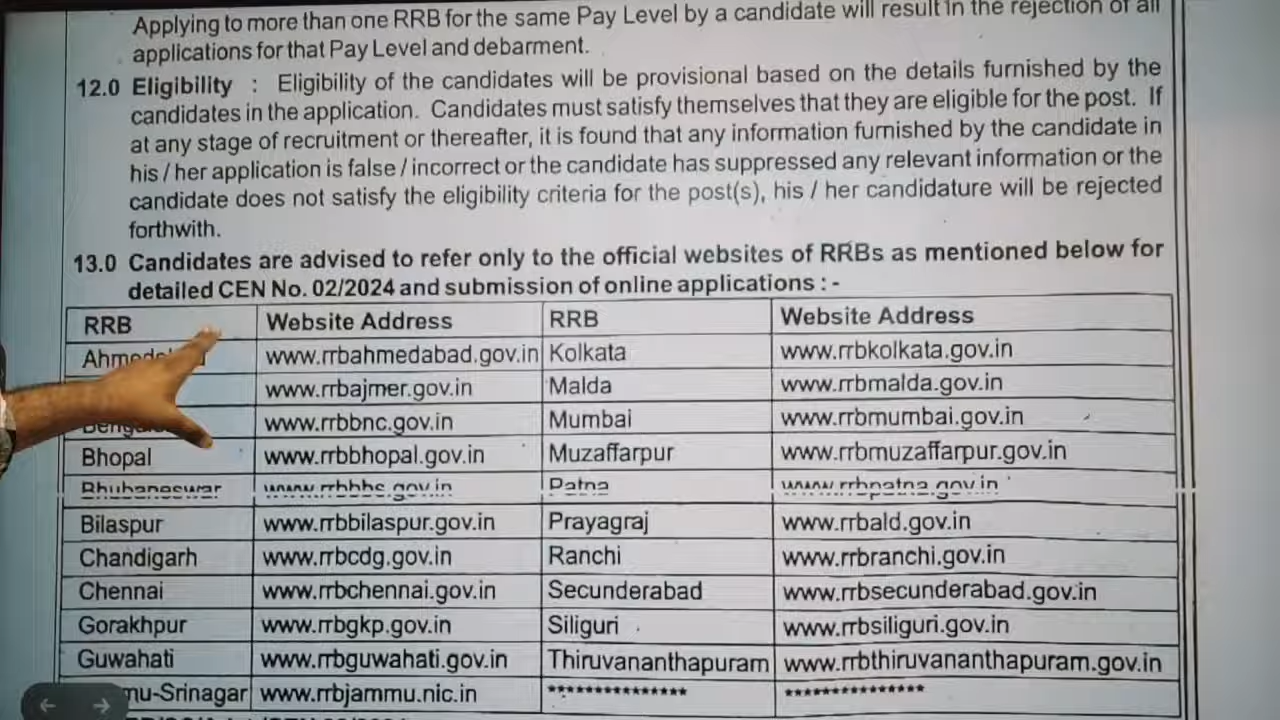 Applying to more than one RRB for the same Pay Level by a candidate will result in the rejection of all
applications for that Pay Level and debarment.
12.0 Eligibility : Eligibility of the candidates will be provisional based on the details furnished by the
candidates in the application. Candidates must satisfy themselves that they are eligible for the post. If
at any stage of recruitment or thereafter, it is found that any information furnished by the candidate in
his / her application is false / incorrect or the candidate has suppressed any relevant information or the
candidate does not satisfy the eligibility criteria for the post(s), his / her candidature will be rejected
forthwith.
13.0 Candidates are advised to refer only to the official websites of RRBs as mentioned below for
detailed CEN No. 02/2024 and submission of online applications : -
RRB Website Address RRB Website Address
www.rrbahmedabad.gov.in Kolkata www.rrbkolkata.gov.in
www.rrbajmer.gov.in Malda www.rrbmalda.gov.in
www.rrbbnc.gov.in Mumbai www.rrbmumbai.gov.in
Bhopal www.rrbbhopal.gov.in Muzaffarpur www.rrbmuzaffarpur.gov.in
Bhubaneswar www.rrbbbs.gov.in Patna www.rrbpatna.gov.in
Bilaspur www.rrbbilaspur.gov.in Prayagraj www.rrbald.gov.in
Chandigarh www.rrbcdg.gov.in Ranchi www.rrbranchi.gov.in
Chennai www.rrbchennai.gov.in Secunderabad www.rrbsecunderabad.gov.in
Gorakhpur www.rrbgkp.gov.in Siliguri www.rrbsiliguri.gov.in
Guwahati www.rrbguwahati.gov.in Thiruvananthapuram www.rrbthiruvananthapuram.gov.in
mu-Srinagar www.rrbjammu.nic.in *************** ***************